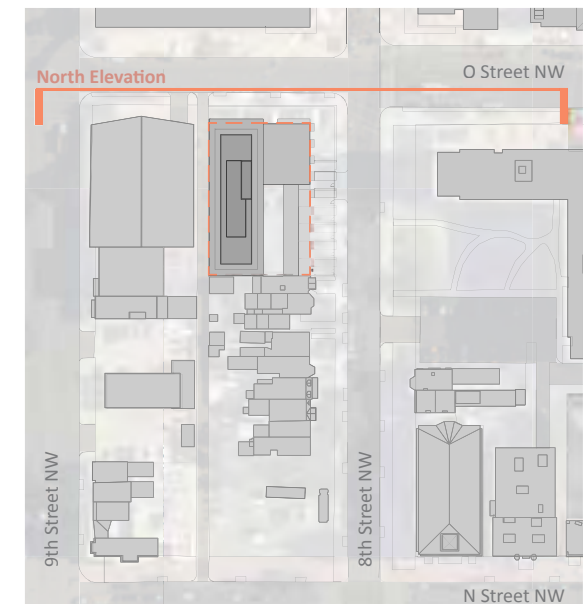 O Street NW
North Elevation
9th Street NW
8th Street NW
N Street NW